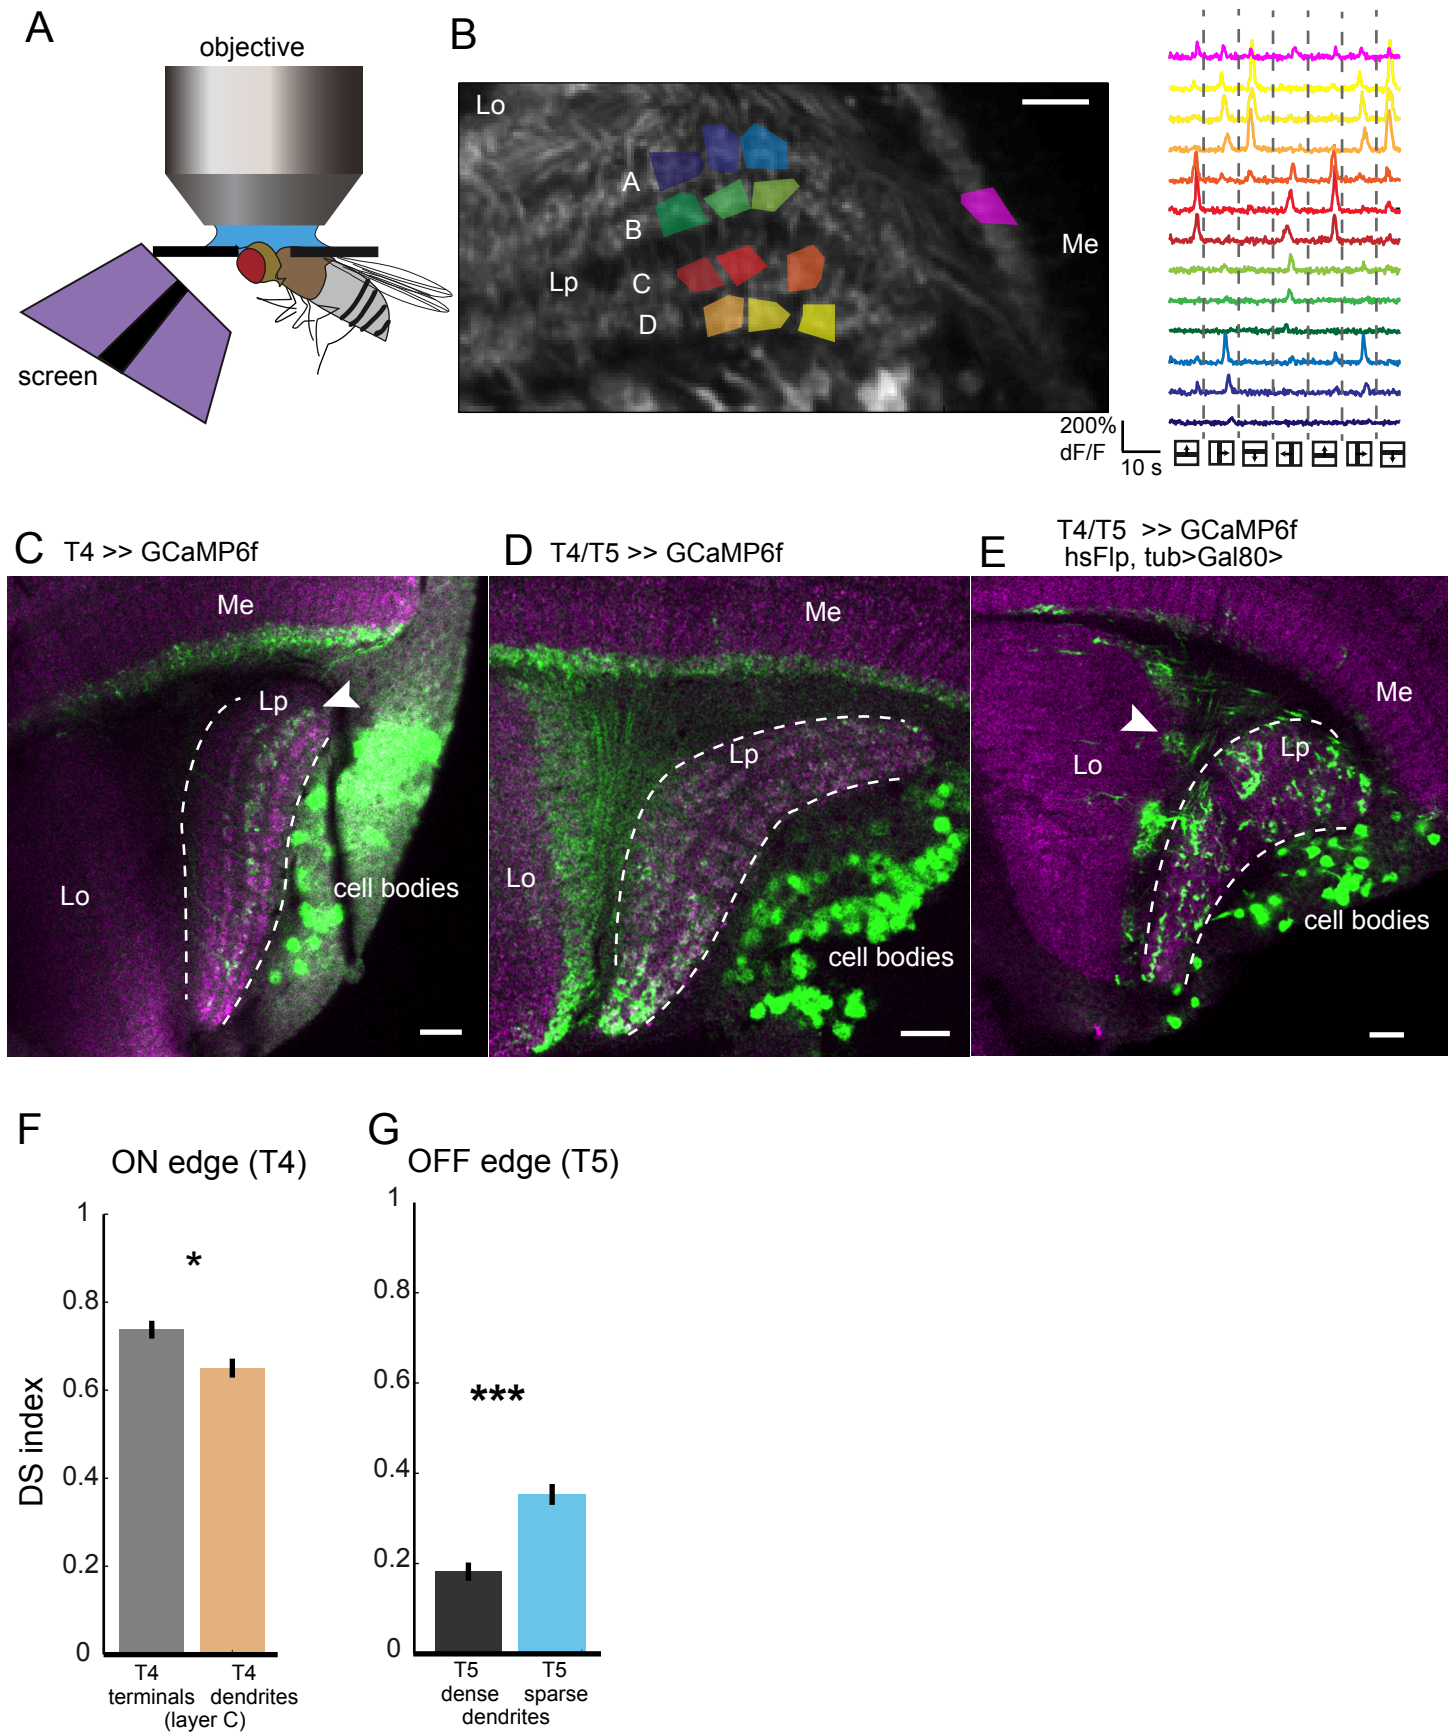 A
objective
screen
B
Lo
A
B
Lp
C
D
Me
200%
dF/F
10 s
C T4 >> GCaMP6f
Me
Lp
Lo
cell bodies
D T4/T5 >> GCaMP6f
Me
Lp
Lo
cell bodies
E T4/T5 >> GCaMP6f
hsFlp, tub>Gal80>
Me
Lp
Lo
cell bodies
F
ON edge (T4)
DS index
1
0.8
0.6
0.4
0.2
0
*
T4 T4
terminals dendrites
(layer C)
G
OFF edge (T5)
1
0.8
0.6
0.4
0.2
0
***
T5 T5
dense sparse
dendrites